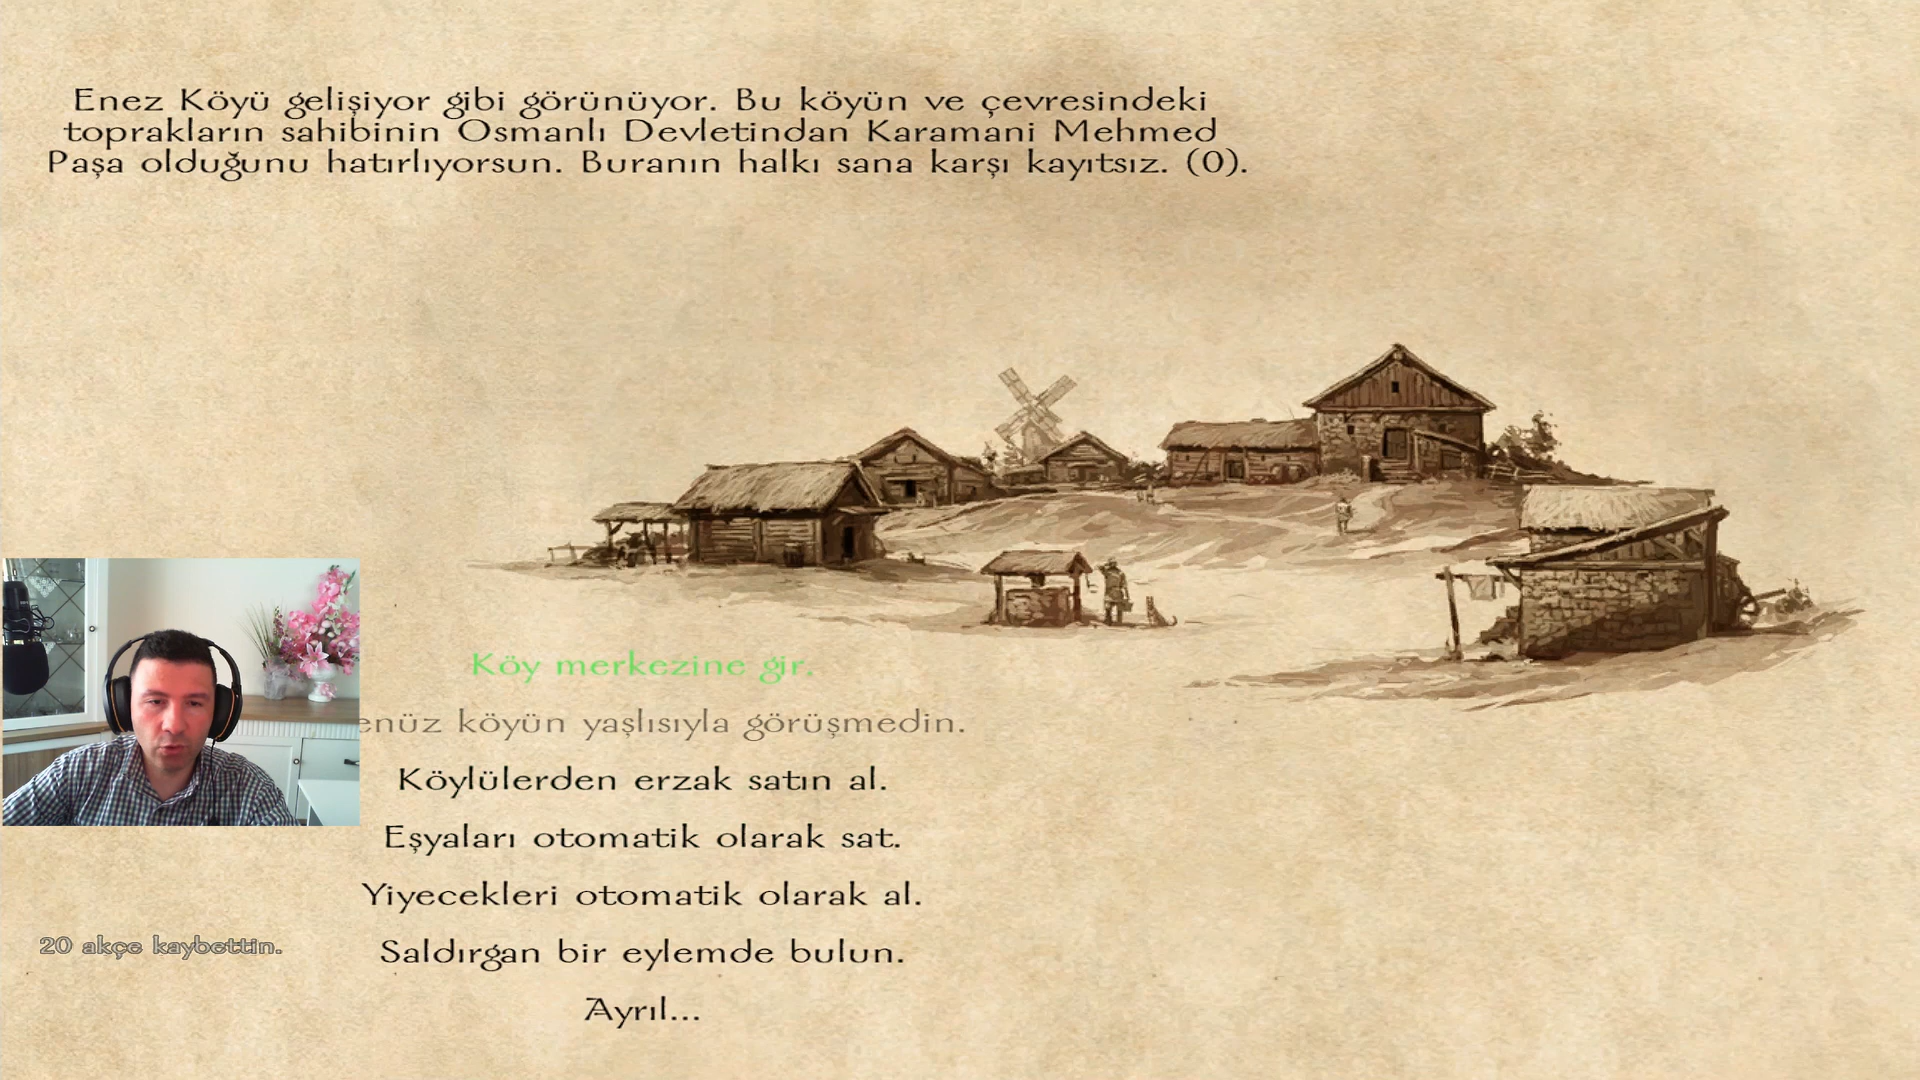 Enez Köyü gelişiyor gibi görünüyor. Bu köyün ve çevresindeki
toprakların sahibinin Osmanlı Devletindan Karamani Mehmed
Paşa olduğunu hatırlıyorsun. Buranın halkı sana karşı kayıtsız. (0).
Köy merkezine gir.
köyün yaşlısıyla görüşmedin.
Köylülerden erzak satın al.
Eşyaları otomatik olarak sat.
Yiyecekleri otomatik olarak al.
20 akçe kaybettin.
Saldırgan bir eylemde bulun.
Ayrıl...